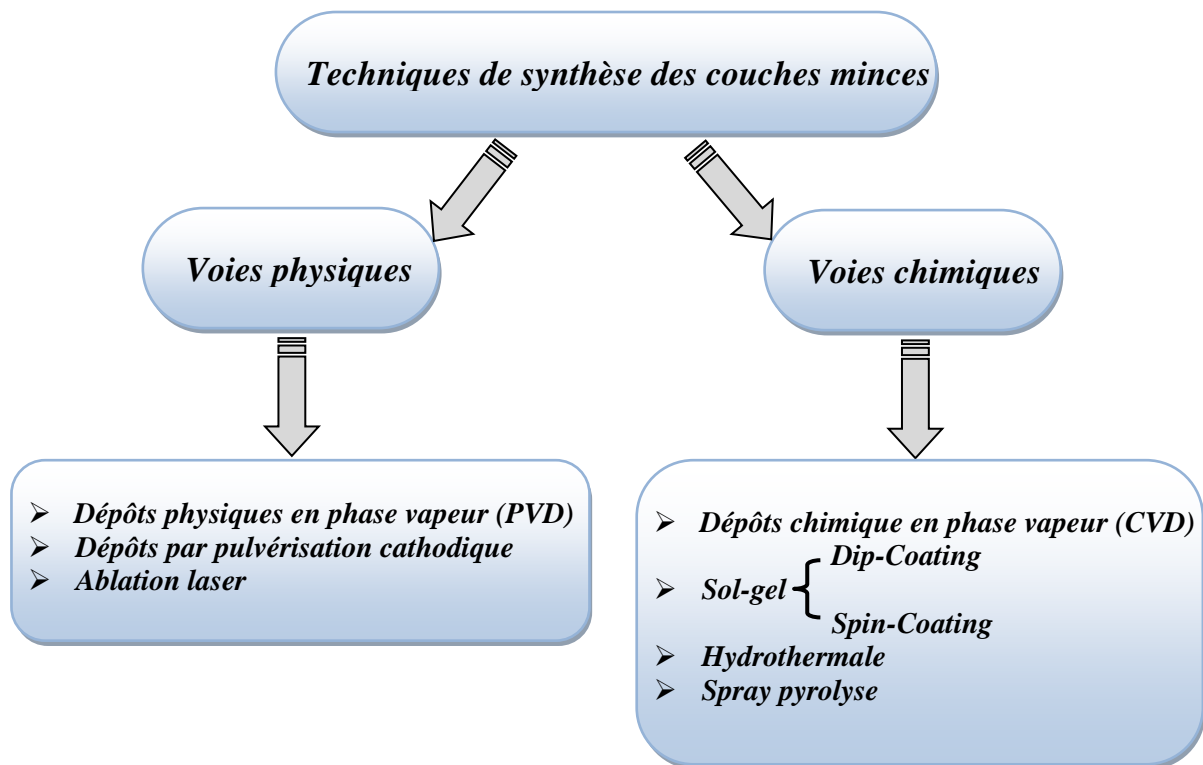 Techniques de synthèse des couches minces
Voies physiques
Voies chimiques
➢ Dépôts physiques en phase vapeur (PVD)
➢ Dépôts par pulvérisation cathodique
➢ Ablation laser
➢ Dépôts chimique en phase vapeur (CVD)
Dip-Coating
➢ Sol-gel
Spin-Coating
➢ Hydrothermale
➢ Spray pyrolyse